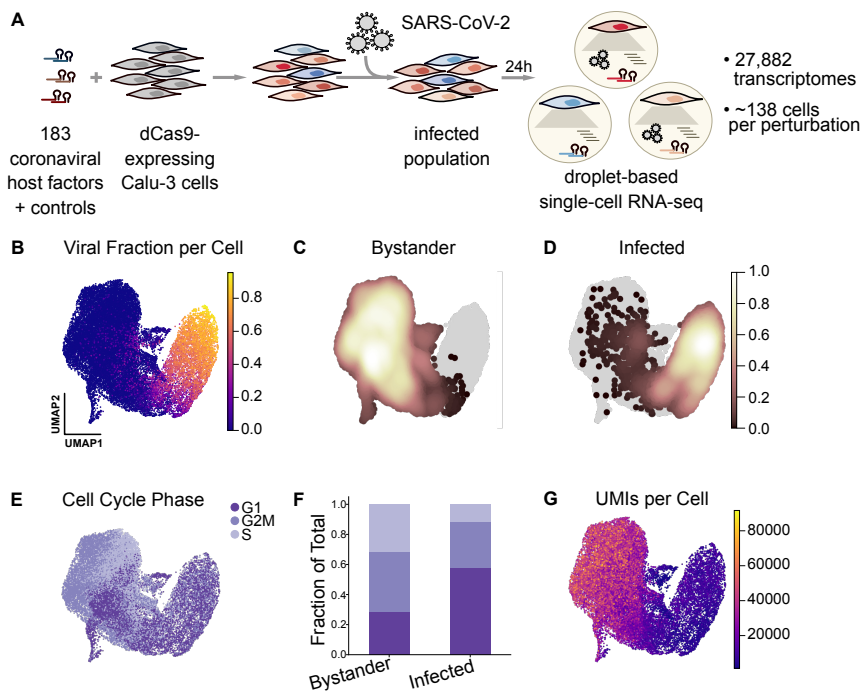 A
SARS-CoV-2
24h
183
coronaviral
host factors
+ controls
+
dCas9-
expressing
Calu-3 cells
infected
population
droplet-based
single-cell RNA-seq
• 27,882
transcriptomes
• ~138 cells
per perturbation
B
Viral Fraction per Cell
0.8
0.6
0.4
0.2
0.0
UMAP2
UMAP1
C
Bystander
D
Infected
1.0
0.8
0.6
0.4
0.2
0.0
E
Cell Cycle Phase
G1
G2M
S
F
Fraction of Total
1.0
0.8
0.6
0.4
0.2
0.0
Bystander
Infected
G
UMIs per Cell
80000
60000
40000
20000